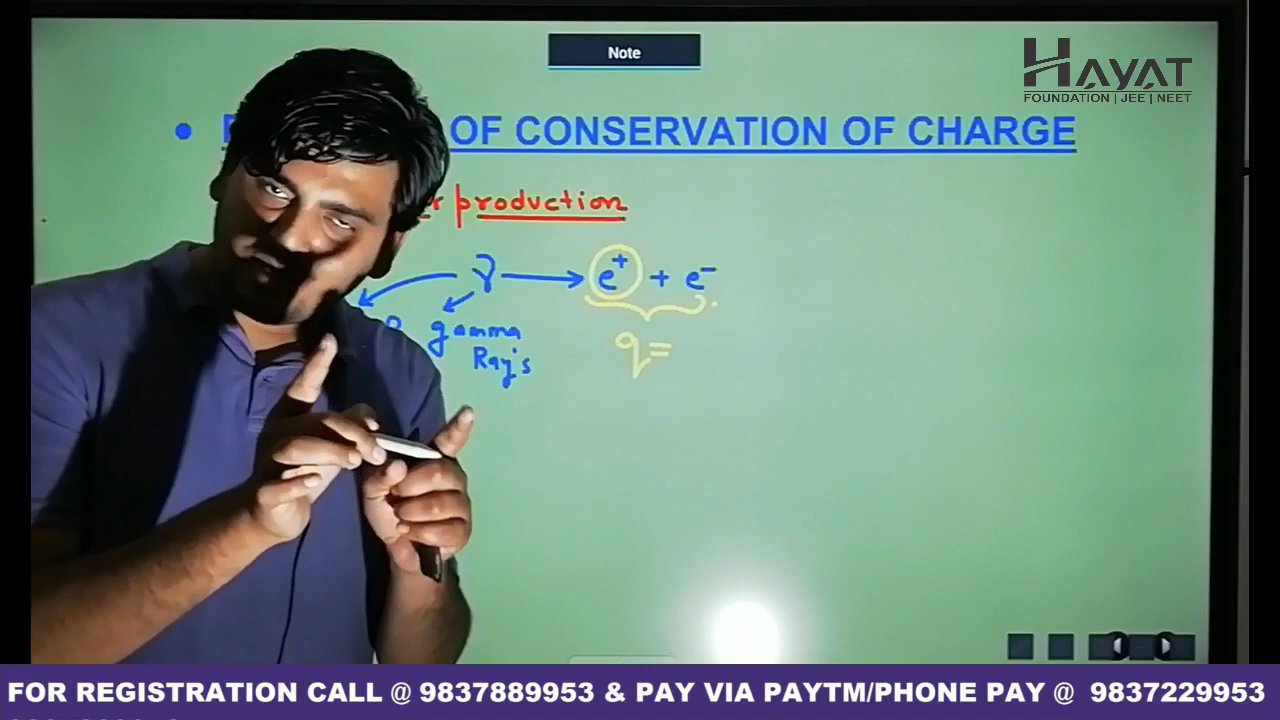 Note
HAYAT
FOUNDATION | JEE | NEET
• OF CONSERVATION OF CHARGE
production
γ → e⁺ + e⁻
gamma
Ray's
q=
FOR REGISTRATION CALL @ 9837889953 & PAY VIA PAYTM/PHONE PAY @ 9837229953